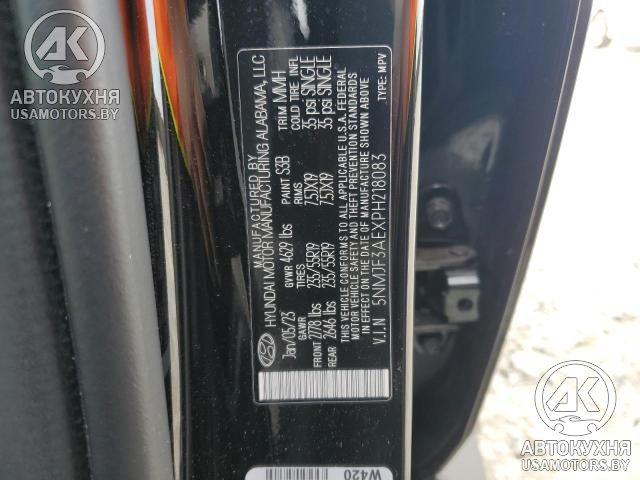 AK
АВТОКУХНЯ
USAMOTORS.BY
MANUFACTURED BY
HYUNDAI MOTOR MANUFACTURING ALABAMA, LLC
Jan/05/23 GVWR 4629 lbs PAINT S3B TRIM MMH
GAWR TIRES RIMS COLD TIRE INFL
FRONT 2778 lbs 235/55R19 7.5JX19 35 psi SINGLE
REAR 2646 lbs 235/55R19 7.5JX19 35 psi SINGLE
THIS VEHICLE CONFORMS TO ALL APPLICABLE U.S.A. FEDERAL
MOTOR VEHICLE SAFETY AND THEFT PREVENTION STANDARDS
IN EFFECT ON THE DATE OF MANUFACTURE SHOWN ABOVE
V.I.N 5NMJF3AEXPH218083 TYPE: MPV
W420
AK
АВТОКУХНЯ
USAMOTORS.BY